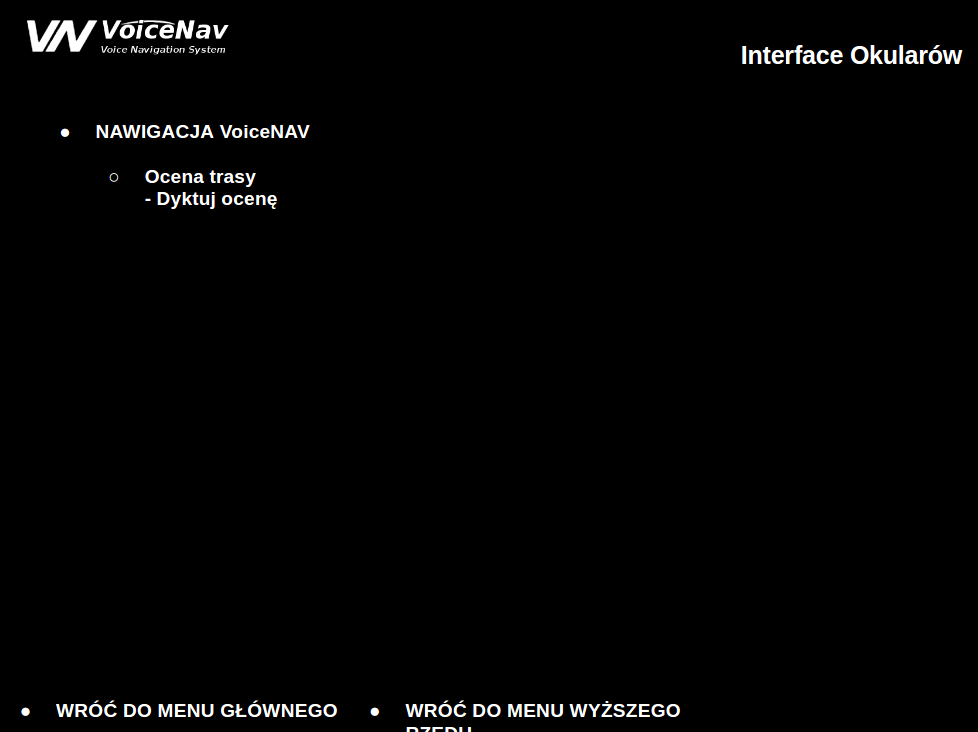 VN VoiceNav
Voice Navigation System
Interface Okularów
● NAWIGACJA VoiceNAV
○ Ocena trasy
- Dyktuj ocenę
● WRÓĆ DO MENU GŁÓWNEGO
● WRÓĆ DO MENU WYŻSZEGO
RZĘDU